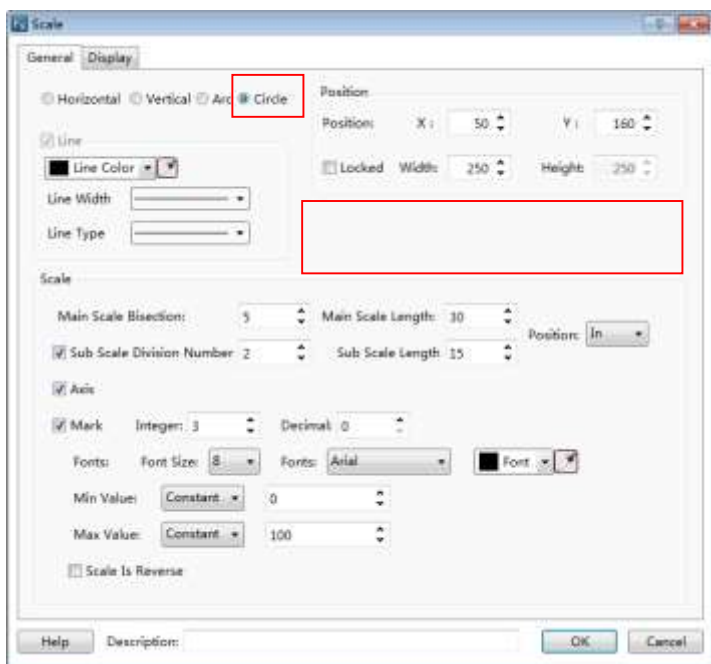 Scale
General Display
Horizontal Vertical Arc Circle
Position
Position: X: 50 Y: 160
Locked Width: 250 Height: 250
Line
Line Color
Line Width
Line Type
Scale
Main Scale Bisection: 5 Main Scale Length: 30
Position: In
Sub Scale Division Number 2 Sub Scale Length 15
Axis
Mark Integer: 3 Decimal: 0
Fonts: Font Size: 8 Fonts: Arial Font
Min Value: Constant 0
Max Value: Constant 100
Scale Is Reverse
Help Description: OK Cancel